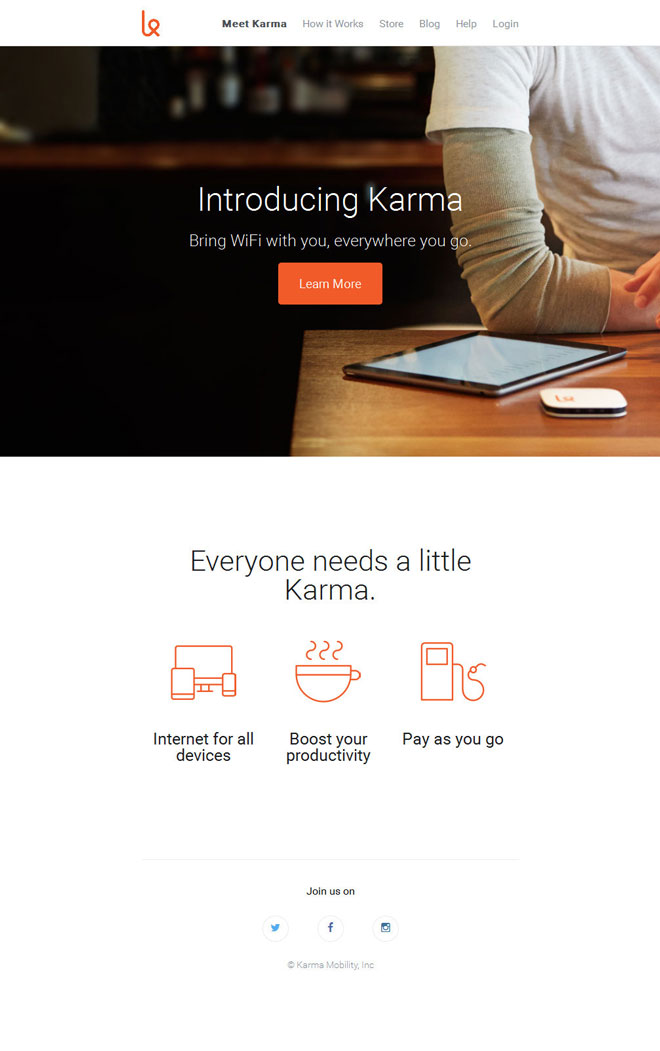 Meet Karma How it Works Store Blog Help Login
Introducing Karma
Bring WiFi with you, everywhere you go.
Learn More
Everyone needs a little
Karma.
Internet for all
devices
Boost your
productivity
Pay as you go
Join us on
© Karma Mobility, Inc